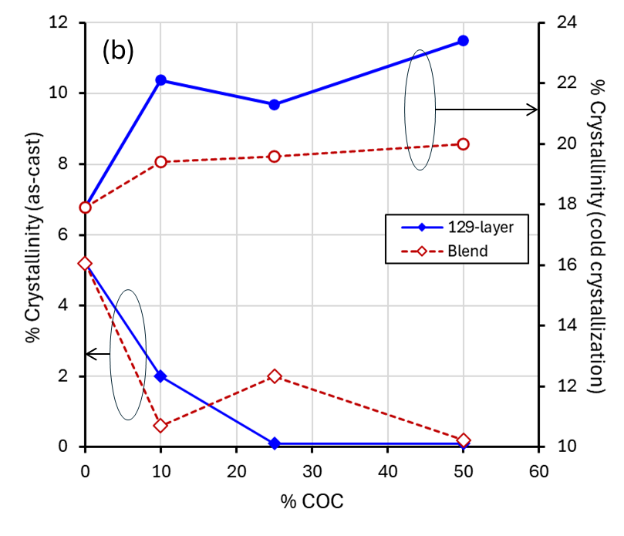 (b)
12
10
8
6
4
2
0
% Crystallinity (as-cast)
24
22
20
18
16
14
12
10
% Crystallinity (cold crystallization)
129-layer
Blend
0 10 20 30 40 50 60
% COC